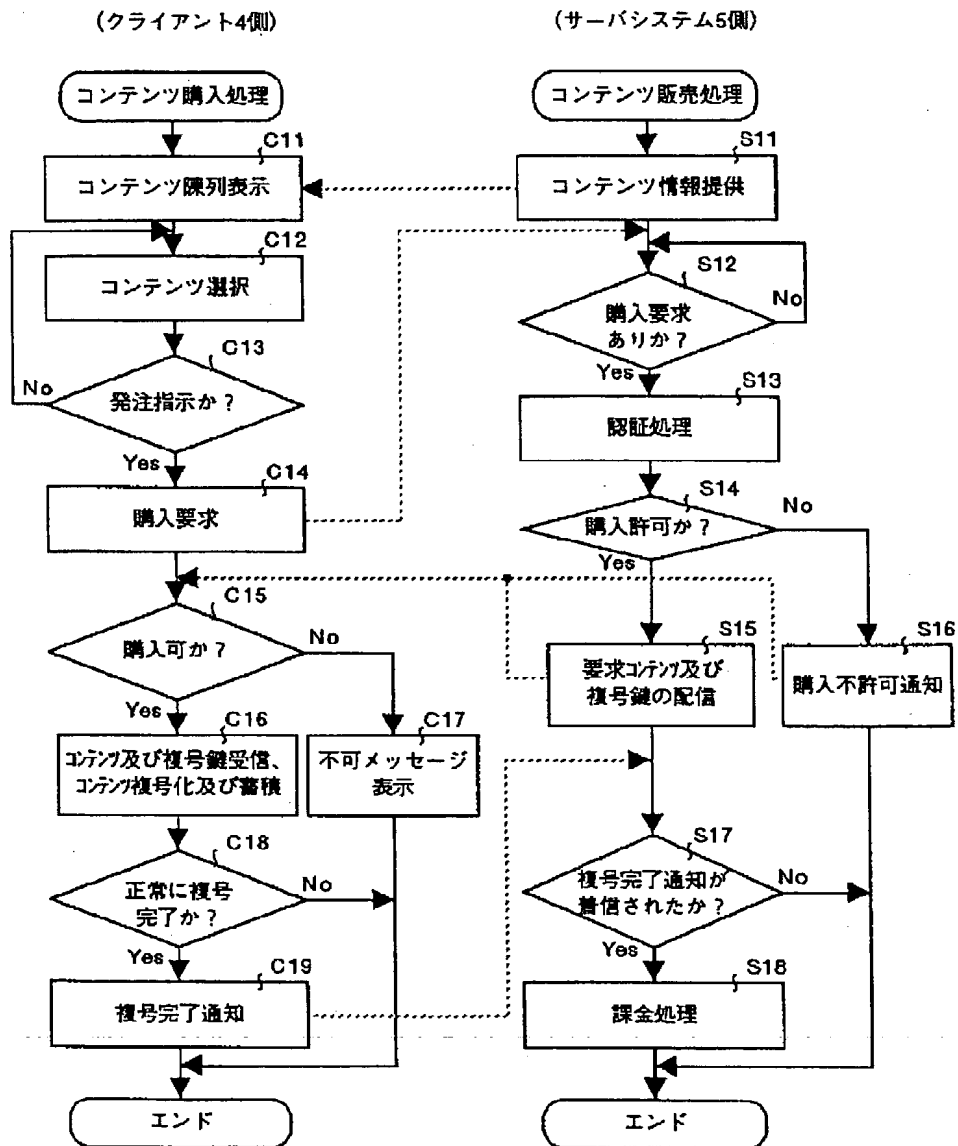 (クライアント4側)
コンテンツ購入処理
C11
コンテンツ陳列表示
C12
コンテンツ選択
C13
発注指示か？
No
Yes
C14
購入要求
C15
購入可か？
No
Yes
C16
コンテンツ及び複号鍵受信、
コンテンツ複号化及び蓄積
C17
不可メッセージ
表示
C18
正常に複号
完了か？
No
Yes
C19
複号完了通知
エンド
(サーバシステム5側)
コンテンツ販売処理
S11
コンテンツ情報提供
S12
購入要求
ありか？
No
Yes
S13
認証処理
S14
購入許可か？
No
Yes
S15
要求コンテンツ及び
複号鍵の配信
S16
購入不許可通知
S17
複号完了通知が
着信されたか？
No
Yes
S18
課金処理
エンド